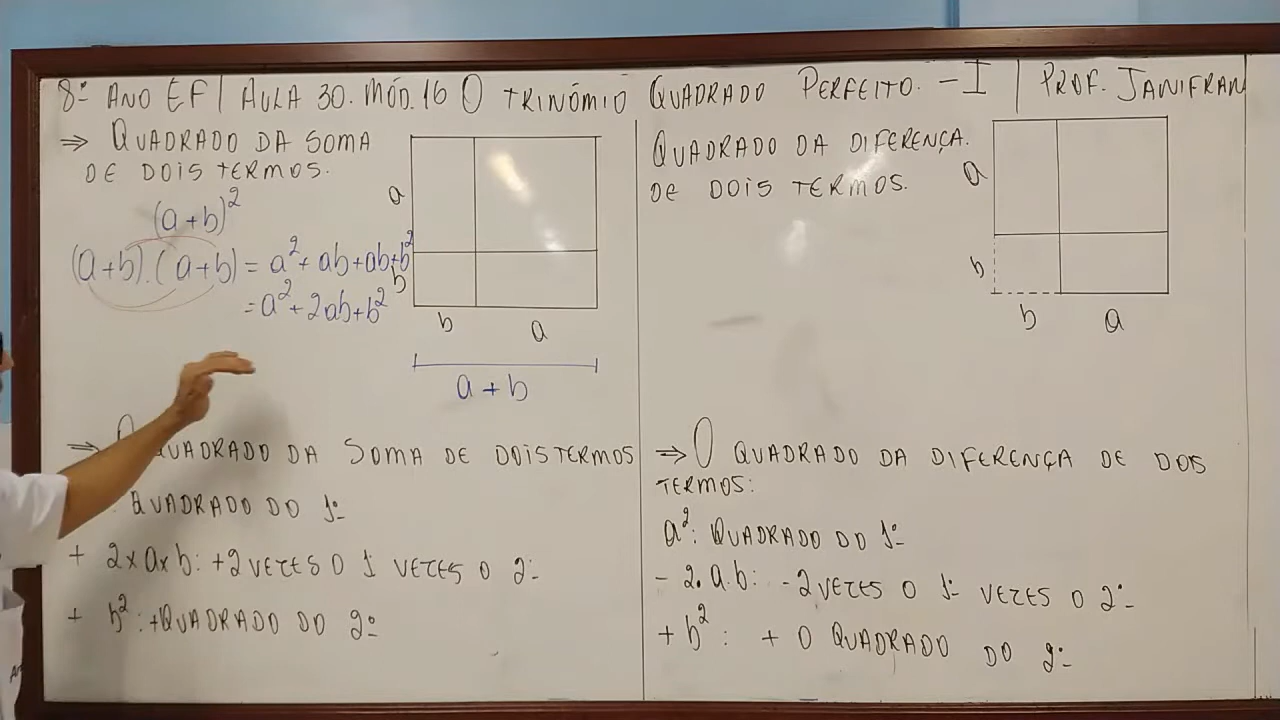 8º ANO EF | AULA 30. MÓD. 16 O TRINÔMIO QUADRADO PERFEITO. - I | PROF. JANIFRAN
⇒ QUADRADO DA SOMA
DE DOIS TERMOS.
(a+b)²
(a+b).(a+b) = a²+ab+ab+b²
= a²+2ab+b²
a
b
b a
a+b
⇒ O QUADRADO DA SOMA DE DOIS TERMOS
QUADRADO DO 1º
+ 2xaxb: +2 VEZES O 1 VEZES O 2º
+ b²: +QUADRADO DO 2º
QUADRADO DA DIFERENÇA.
DE DOIS TERMOS.
a
b
b a
⇒ O QUADRADO DA DIFERENÇA DE DOIS
TERMOS:
a²: QUADRADO DO 1º
- 2.a.b: -2 VEZES O 1º VEZES O 2º
+ b²: + O QUADRADO DO 2º